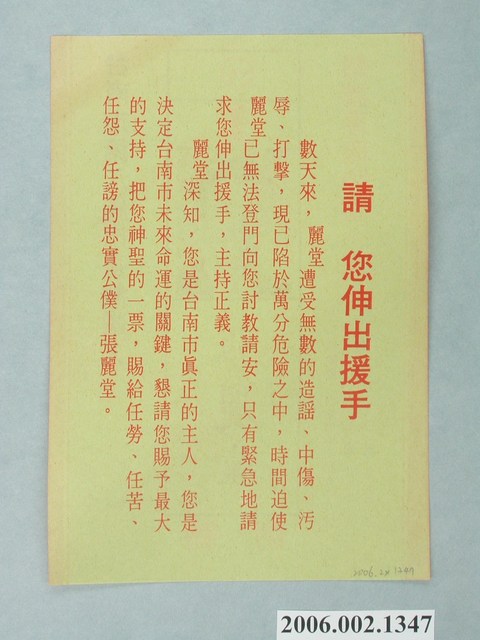 請　您伸出援手
數天來，麗堂遭受無數的造謠、中傷、污
辱、打擊，現已陷於萬分危險之中，時間迫使
麗堂已無法登門向您討教請安，只有緊急地請
求您伸出援手，主持正義。
麗堂深知，您是台南市眞正的主人，您是
決定台南市未來命運的關鍵，懇請您賜予最大
的支持，把您神聖的一票，賜給任勞、任苦、
任怨、任謗的忠實公僕—張麗堂。
2006.002.1347